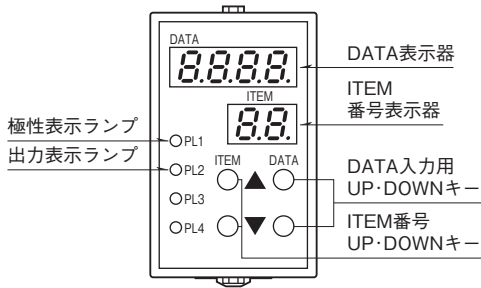 DATA
8.8.8.8.
ITEM
8.8.
PL1
PL2
PL3
PL4
ITEM
DATA
極性表示ランプ
出力表示ランプ
DATA表示器
ITEM
番号表示器
DATA入力用
UP･DOWNキー
ITEM番号
UP･DOWNキー